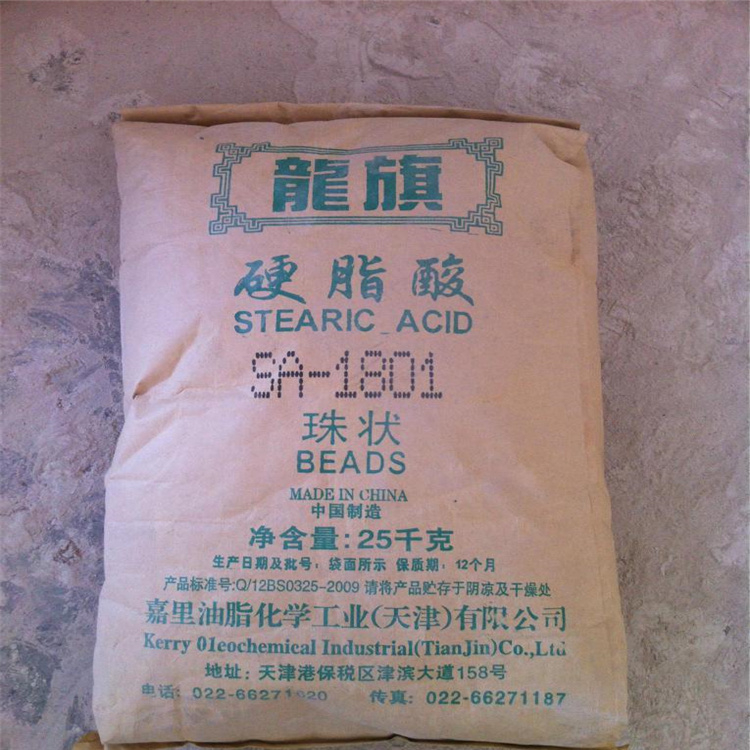 龍旗
硬脂酸
STEARIC ACID
SA-1801
珠状
BEADS
MADE IN CHINA
中国制造
净含量:25千克
生产日期及批号: 袋面所示 保质期: 12个月
产品标准号:Q/12BS0325-2009 请将产品贮存于阴凉及干燥处
嘉里油脂化学工业(天津)有限公司
Kerry 01eochemical Industrial(TianJin)Co.,Ltd
地址: 天津港保税区津滨大道158号
电话: 传真: 022-66271187